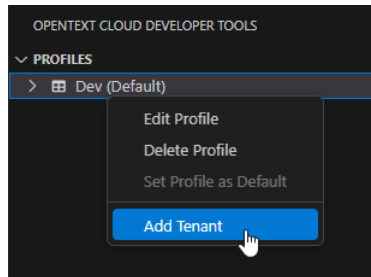 OPENTEXT CLOUD DEVELOPER TOOLS
PROFILES
Dev (Default)
Edit Profile
Delete Profile
Set Profile as Default
Add Tenant